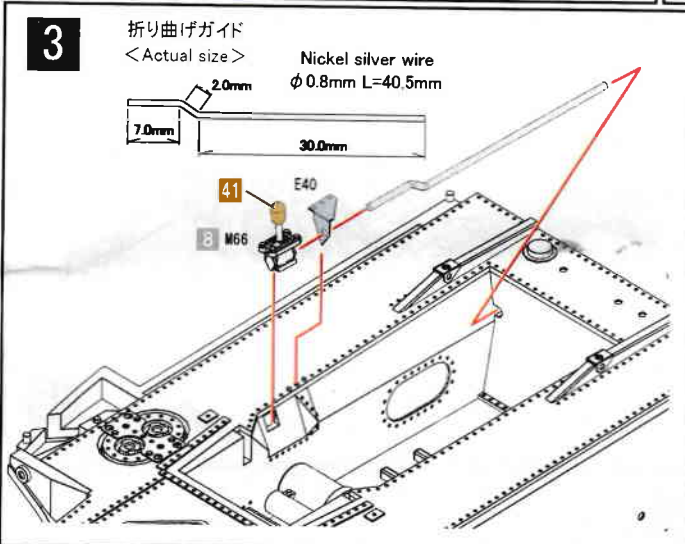 3
折り曲げガイド
<Actual size>
Nickel silver wire
φ0.8mm L=40.5mm
2.0mm
7.0mm
30.0mm
41
E40
8 M66